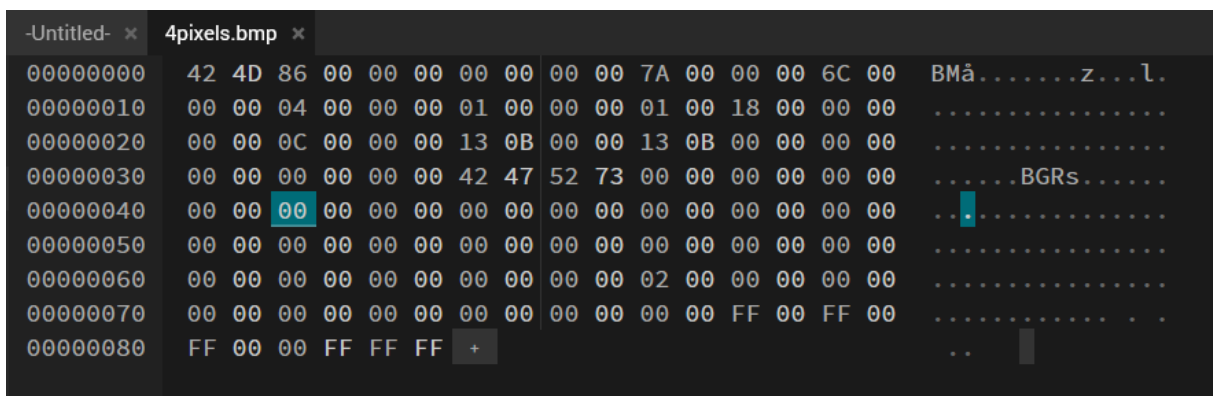 -Untitled- × 4pixels.bmp ×
00000000 42 4D 86 00 00 00 00 00 00 00 7A 00 00 00 6C 00 BMå.......z...l.
00000010 00 00 04 00 00 00 01 00 00 00 01 00 18 00 00 00 ................
00000020 00 00 0C 00 00 00 13 0B 00 00 13 0B 00 00 00 00 ................
00000030 00 00 00 00 00 00 42 47 52 73 00 00 00 00 00 00 ......BGRs......
00000040 00 00 00 00 00 00 00 00 00 00 00 00 00 00 00 00 ................
00000050 00 00 00 00 00 00 00 00 00 00 00 00 00 00 00 00 ................
00000060 00 00 00 00 00 00 00 00 00 00 02 00 00 00 00 00 ................
00000070 00 00 00 00 00 00 00 00 00 00 00 00 FF 00 FF 00 ............ . .
00000080 FF 00 00 FF FF FF + ..